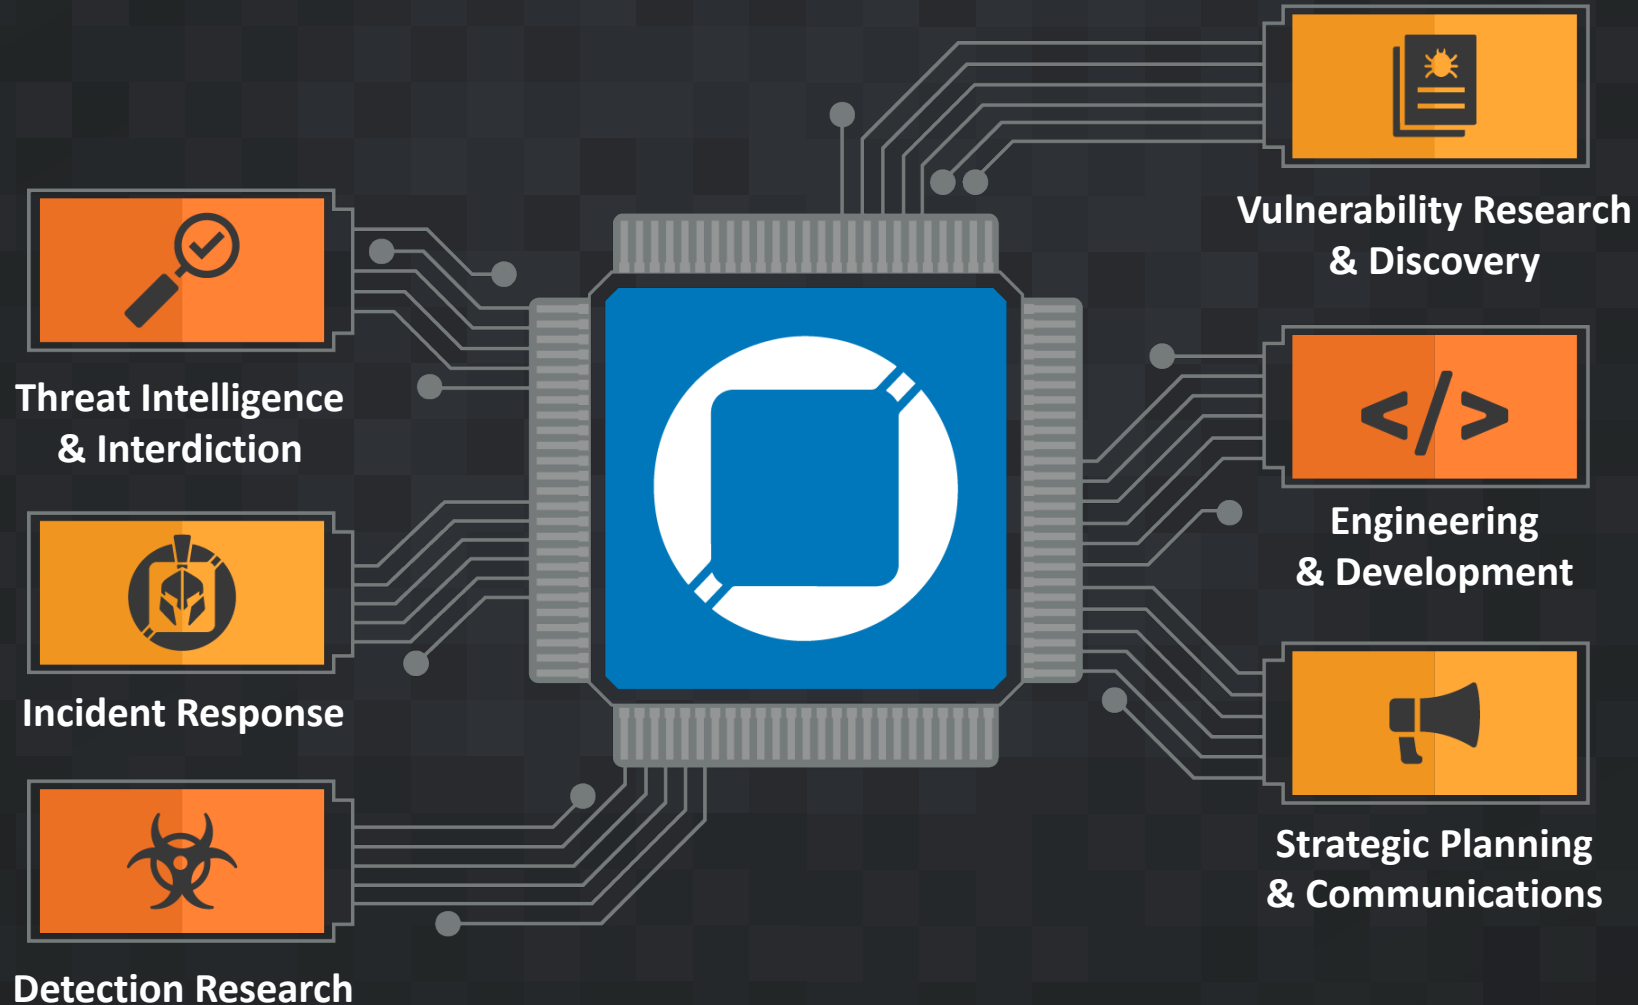 Threat Intelligence
& Interdiction
Incident Response
Detection Research
Vulnerability Research
& Discovery
</>
Engineering
& Development
Strategic Planning
& Communications